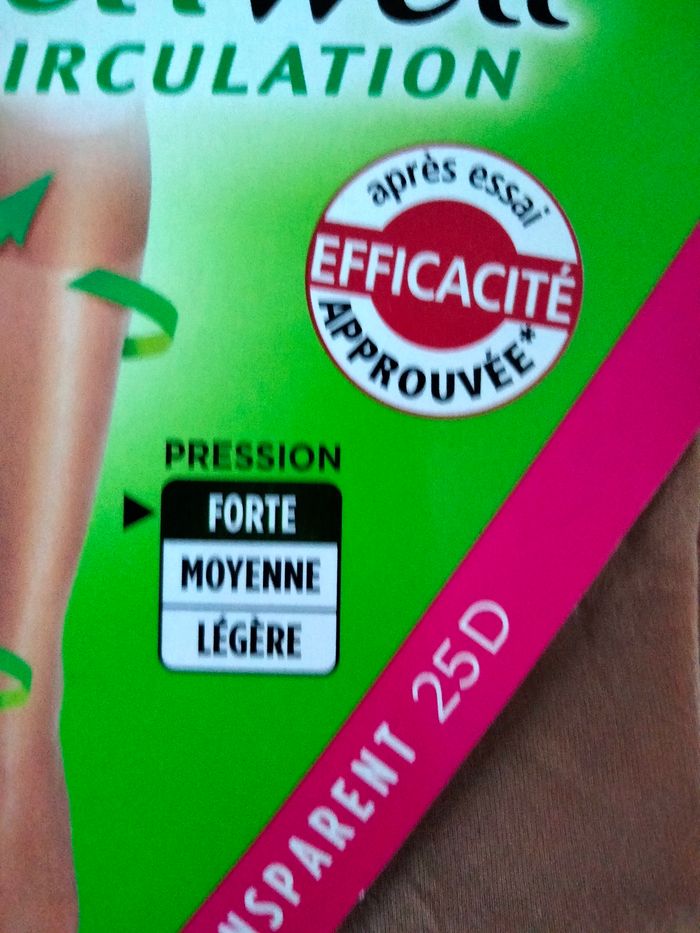 IRCULATION
après essai
EFFICACITÉ
APPROUVÉE*
PRESSION
FORTE
MOYENNE
LÉGÈRE
NSPARENT 25D